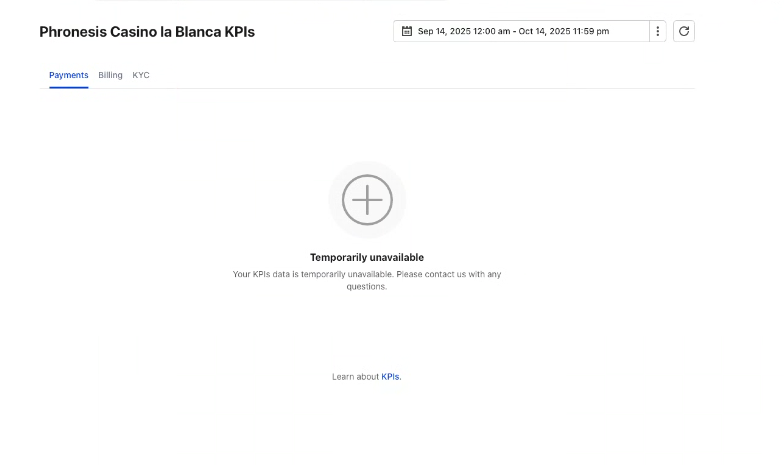 Phronesis Casino la Blanca KPIs
Sep 14, 2025 12:00 am - Oct 14, 2025 11:59 pm
Payments Billing KYC
Temporarily unavailable
Your KPIs data is temporarily unavailable. Please contact us with any
questions.
Learn about KPIs.